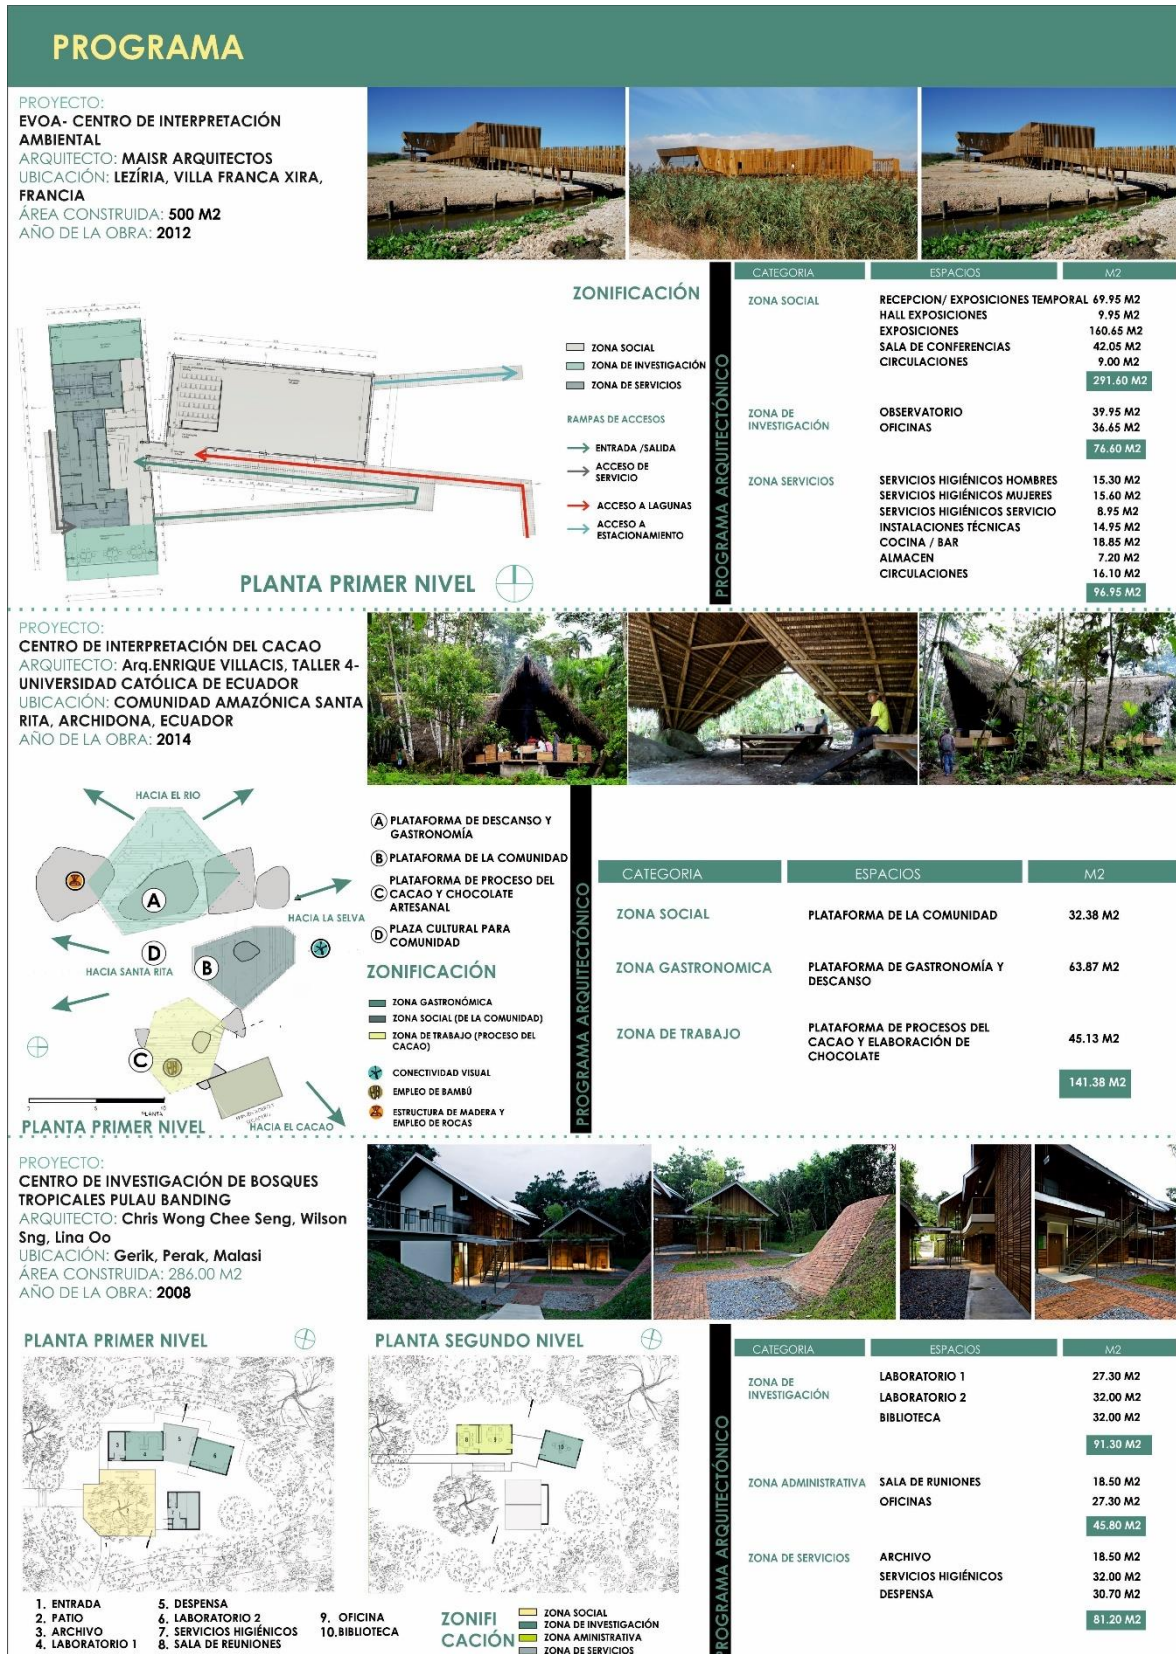 PROGRAMA
PROYECTO:
EVOA- CENTRO DE INTERPRETACIÓN
AMBIENTAL
ARQUITECTO: MAISR ARQUITECTOS
UBICACIÓN: LEZÍRIA, VILLA FRANCA XIRA,
FRANCIA
ÁREA CONSTRUIDA: 500 M2
AÑO DE LA OBRA: 2012
ZONIFICACIÓN
ZONA SOCIAL
ZONA DE INVESTIGACIÓN
ZONA DE SERVICIOS
RAMPAS DE ACCESOS
ENTRADA /SALIDA
ACCESO DE
SERVICIO
ACCESO A LAGUNAS
ACCESO A
ESTACIONAMIENTO
PLANTA PRIMER NIVEL
PROGRAMA ARQUITECTÓNICO
CATEGORIA ESPACIOS M2
ZONA SOCIAL RECEPCION/ EXPOSICIONES TEMPORAL 69.95 M2
HALL EXPOSICIONES 9.95 M2
EXPOSICIONES 160.65 M2
SALA DE CONFERENCIAS 42.05 M2
CIRCULACIONES 9.00 M2
291.60 M2
ZONA DE OBSERVATORIO 39.95 M2
INVESTIGACIÓN OFICINAS 36.65 M2
76.60 M2
ZONA SERVICIOS SERVICIOS HIGIÉNICOS HOMBRES 15.30 M2
SERVICIOS HIGIÉNICOS MUJERES 15.60 M2
SERVICIOS HIGIÉNICOS SERVICIO 8.95 M2
INSTALACIONES TÉCNICAS 14.95 M2
COCINA / BAR 18.85 M2
ALMACEN 7.20 M2
CIRCULACIONES 16.10 M2
96.95 M2
PROYECTO:
CENTRO DE INTERPRETACIÓN DEL CACAO
ARQUITECTO: Arq.ENRIQUE VILLACIS, TALLER 4-
UNIVERSIDAD CATÓLICA DE ECUADOR
UBICACIÓN: COMUNIDAD AMAZÓNICA SANTA
RITA, ARCHIDONA, ECUADOR
AÑO DE LA OBRA: 2014
HACIA EL RIO
A
HACIA LA SELVA
D
HACIA SANTA RITA
B
C
PLANTA
PLANTA PRIMER NIVEL
HACIA EL CACAO
A PLATAFORMA DE DESCANSO Y
GASTRONOMÍA
B PLATAFORMA DE LA COMUNIDAD
C PLATAFORMA DE PROCESO DEL
CACAO Y CHOCOLATE
ARTESANAL
D PLAZA CULTURAL PARA
COMUNIDAD
ZONIFICACIÓN
ZONA GASTRONÓMICA
ZONA SOCIAL (DE LA COMUNIDAD)
ZONA DE TRABAJO (PROCESO DEL
CACAO)
CONECTIVIDAD VISUAL
EMPLEO DE BAMBÚ
ESTRUCTURA DE MADERA Y
EMPLEO DE ROCAS
PROGRAMA ARQUITECTÓNICO
CATEGORIA ESPACIOS M2
ZONA SOCIAL PLATAFORMA DE LA COMUNIDAD 32.38 M2
ZONA GASTRONOMICA PLATAFORMA DE GASTRONOMÍA Y 63.87 M2
DESCANSO
ZONA DE TRABAJO PLATAFORMA DE PROCESOS DEL
CACAO Y ELABORACIÓN DE 45.13 M2
CHOCOLATE
141.38 M2
PROYECTO:
CENTRO DE INVESTIGACIÓN DE BOSQUES
TROPICALES PULAU BANDING
ARQUITECTO: Chris Wong Chee Seng, Wilson
Sng, Lina Oo
UBICACIÓN: Gerik, Perak, Malasi
ÁREA CONSTRUIDA: 286.00 M2
AÑO DE LA OBRA: 2008
PLANTA PRIMER NIVEL
PLANTA SEGUNDO NIVEL
1. ENTRADA
2. PATIO
3. ARCHIVO
4. LABORATORIO 1
5. DESPENSA
6. LABORATORIO 2
7. SERVICIOS HIGIÉNICOS
8. SALA DE REUNIONES
9. OFICINA
10.BIBLIOTECA
ZONIFI
CACIÓN
ZONA SOCIAL
ZONA DE INVESTIGACIÓN
ZONA AMINISTRATIVA
ZONA DE SERVICIOS
PROGRAMA ARQUITECTÓNICO
CATEGORIA ESPACIOS M2
ZONA DE LABORATORIO 1 27.30 M2
INVESTIGACIÓN LABORATORIO 2 32.00 M2
BIBLIOTECA 32.00 M2
91.30 M2
ZONA ADMINISTRATIVA SALA DE RUNIONES 18.50 M2
OFICINAS 27.30 M2
45.80 M2
ZONA DE SERVICIOS ARCHIVO 18.50 M2
SERVICIOS HIGIÉNICOS 32.00 M2
DESPENSA 30.70 M2
81.20 M2